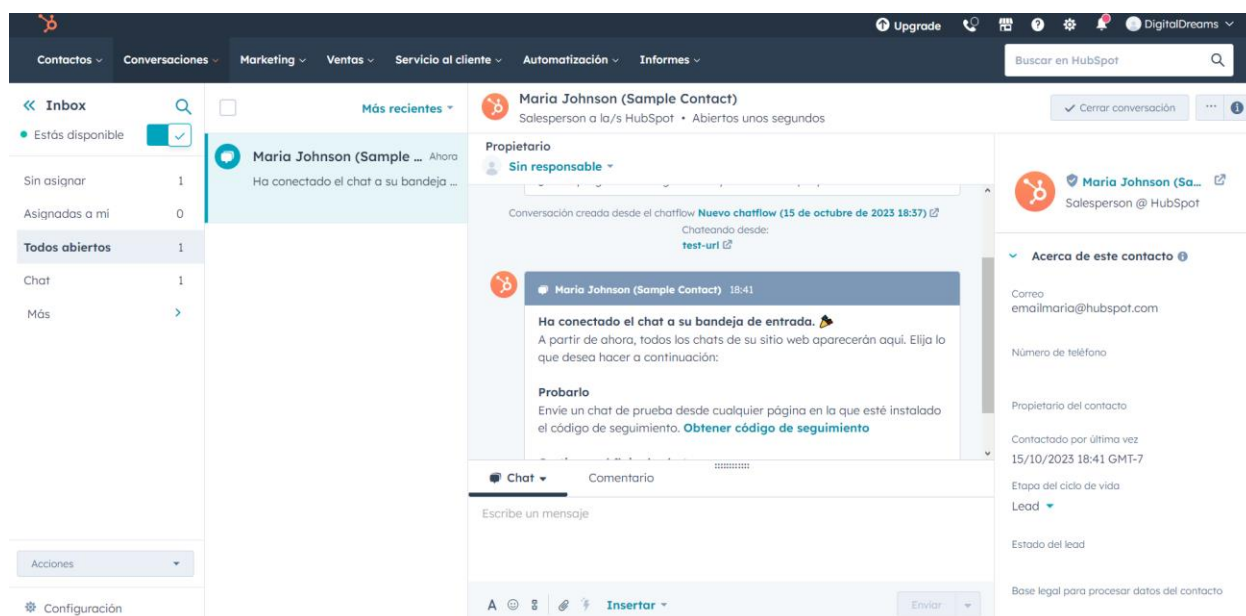 Upgrade
DigitalDreams
Contactos
Conversaciones
Marketing
Ventas
Servicio al cliente
Automatización
Informes
Buscar en HubSpot
Inbox
Estás disponible
Sin asignar 1
Asignadas a mi 0
Todos abiertos 1
Chat 1
Más
Acciones
Configuración
Más recientes
Maria Johnson (Sample ... Ahora
Ha conectado el chat a su bandeja ...
Maria Johnson (Sample Contact)
Salesperson a la/s HubSpot • Abiertos unos segundos
Cerrar conversación
Propietario
Sin responsable
Conversación creada desde el chatflow Nuevo chatflow (15 de octubre de 2023 18:37)
Chateando desde:
test-url
Maria Johnson (Sample Contact) 18:41
Ha conectado el chat a su bandeja de entrada.
A partir de ahora, todos los chats de su sitio web aparecerán aquí. Elija lo
que desea hacer a continuación:
Probarlo
Envíe un chat de prueba desde cualquier página en la que esté instalado
el código de seguimiento. Obtener código de seguimiento
Chat
Comentario
Escribe un mensaje
Insertar
Enviar
Maria Johnson (Sa...
Salesperson @ HubSpot
Acerca de este contacto
Correo
emailmaria@hubspot.com
Número de teléfono
Propietario del contacto
Contactado por última vez
15/10/2023 18:41 GMT-7
Etapa del ciclo de vida
Lead
Estado del lead
Base legal para procesar datos del contacto